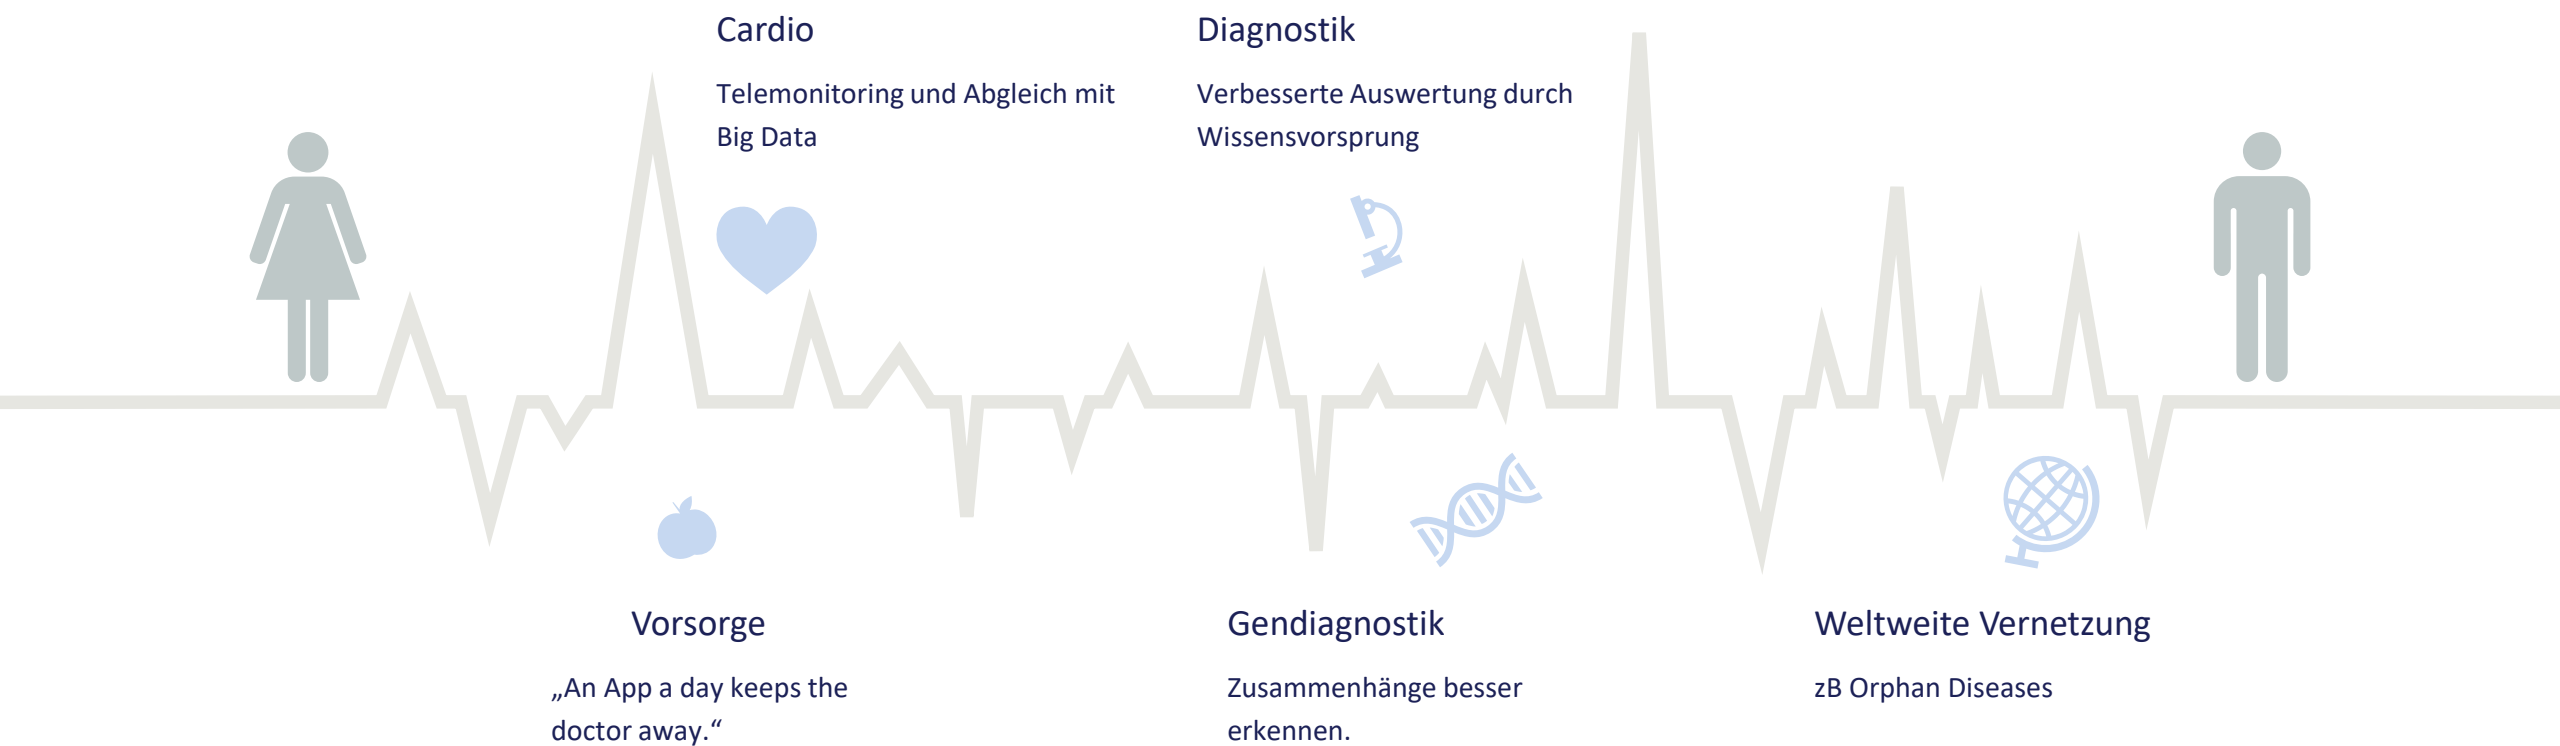 Cardio
Telemonitoring und Abgleich mit
Big Data
Diagnostik
Verbesserte Auswertung durch
Wissensvorsprung
Vorsorge
„An App a day keeps the
doctor away.“
Gendiagnostik
Zusammenhänge besser
erkennen.
Weltweite Vernetzung
zB Orphan Diseases